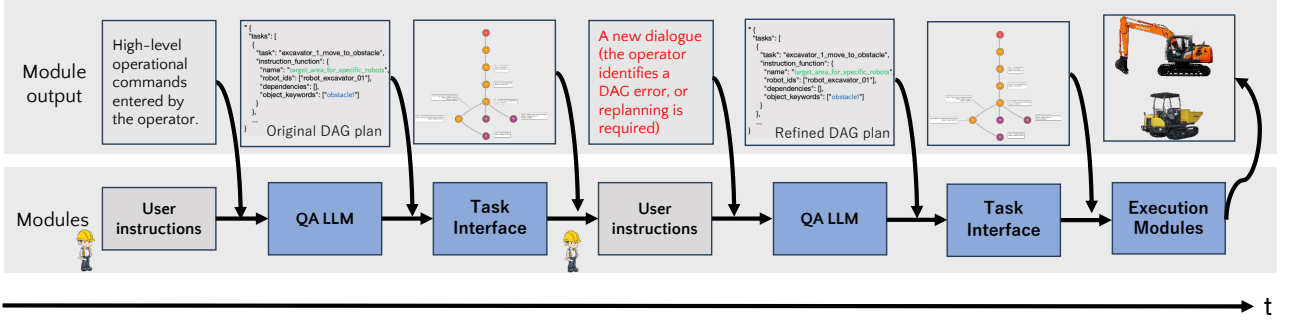 Module
output
High-level
operational
commands
entered by
the operator.
" {
"tasks": [
{
"task": "excavator_1_move_to_obstacle",
"instruction_function": {
"name": "target_area_for_specific_robots",
"robot_ids": ["robot_excavator_01"],
"dependencies": [],
"object_keywords": ["obstacle1"]
}
},
...
}
Original DAG plan
A new dialogue
(the operator
identifies a
DAG error, or
replanning is
required)
" {
"tasks": [
{
"task": "excavator_1_move_to_obstacle",
"instruction_function": {
"name": "target_area_for_specific_robots",
"robot_ids": ["robot_excavator_01"],
"dependencies": [],
"object_keywords": ["obstacle1"]
}
},
...
}
Refined DAG plan
Modules
User
instructions
QA LLM
Task
Interface
User
instructions
QA LLM
Task
Interface
Execution
Modules
t